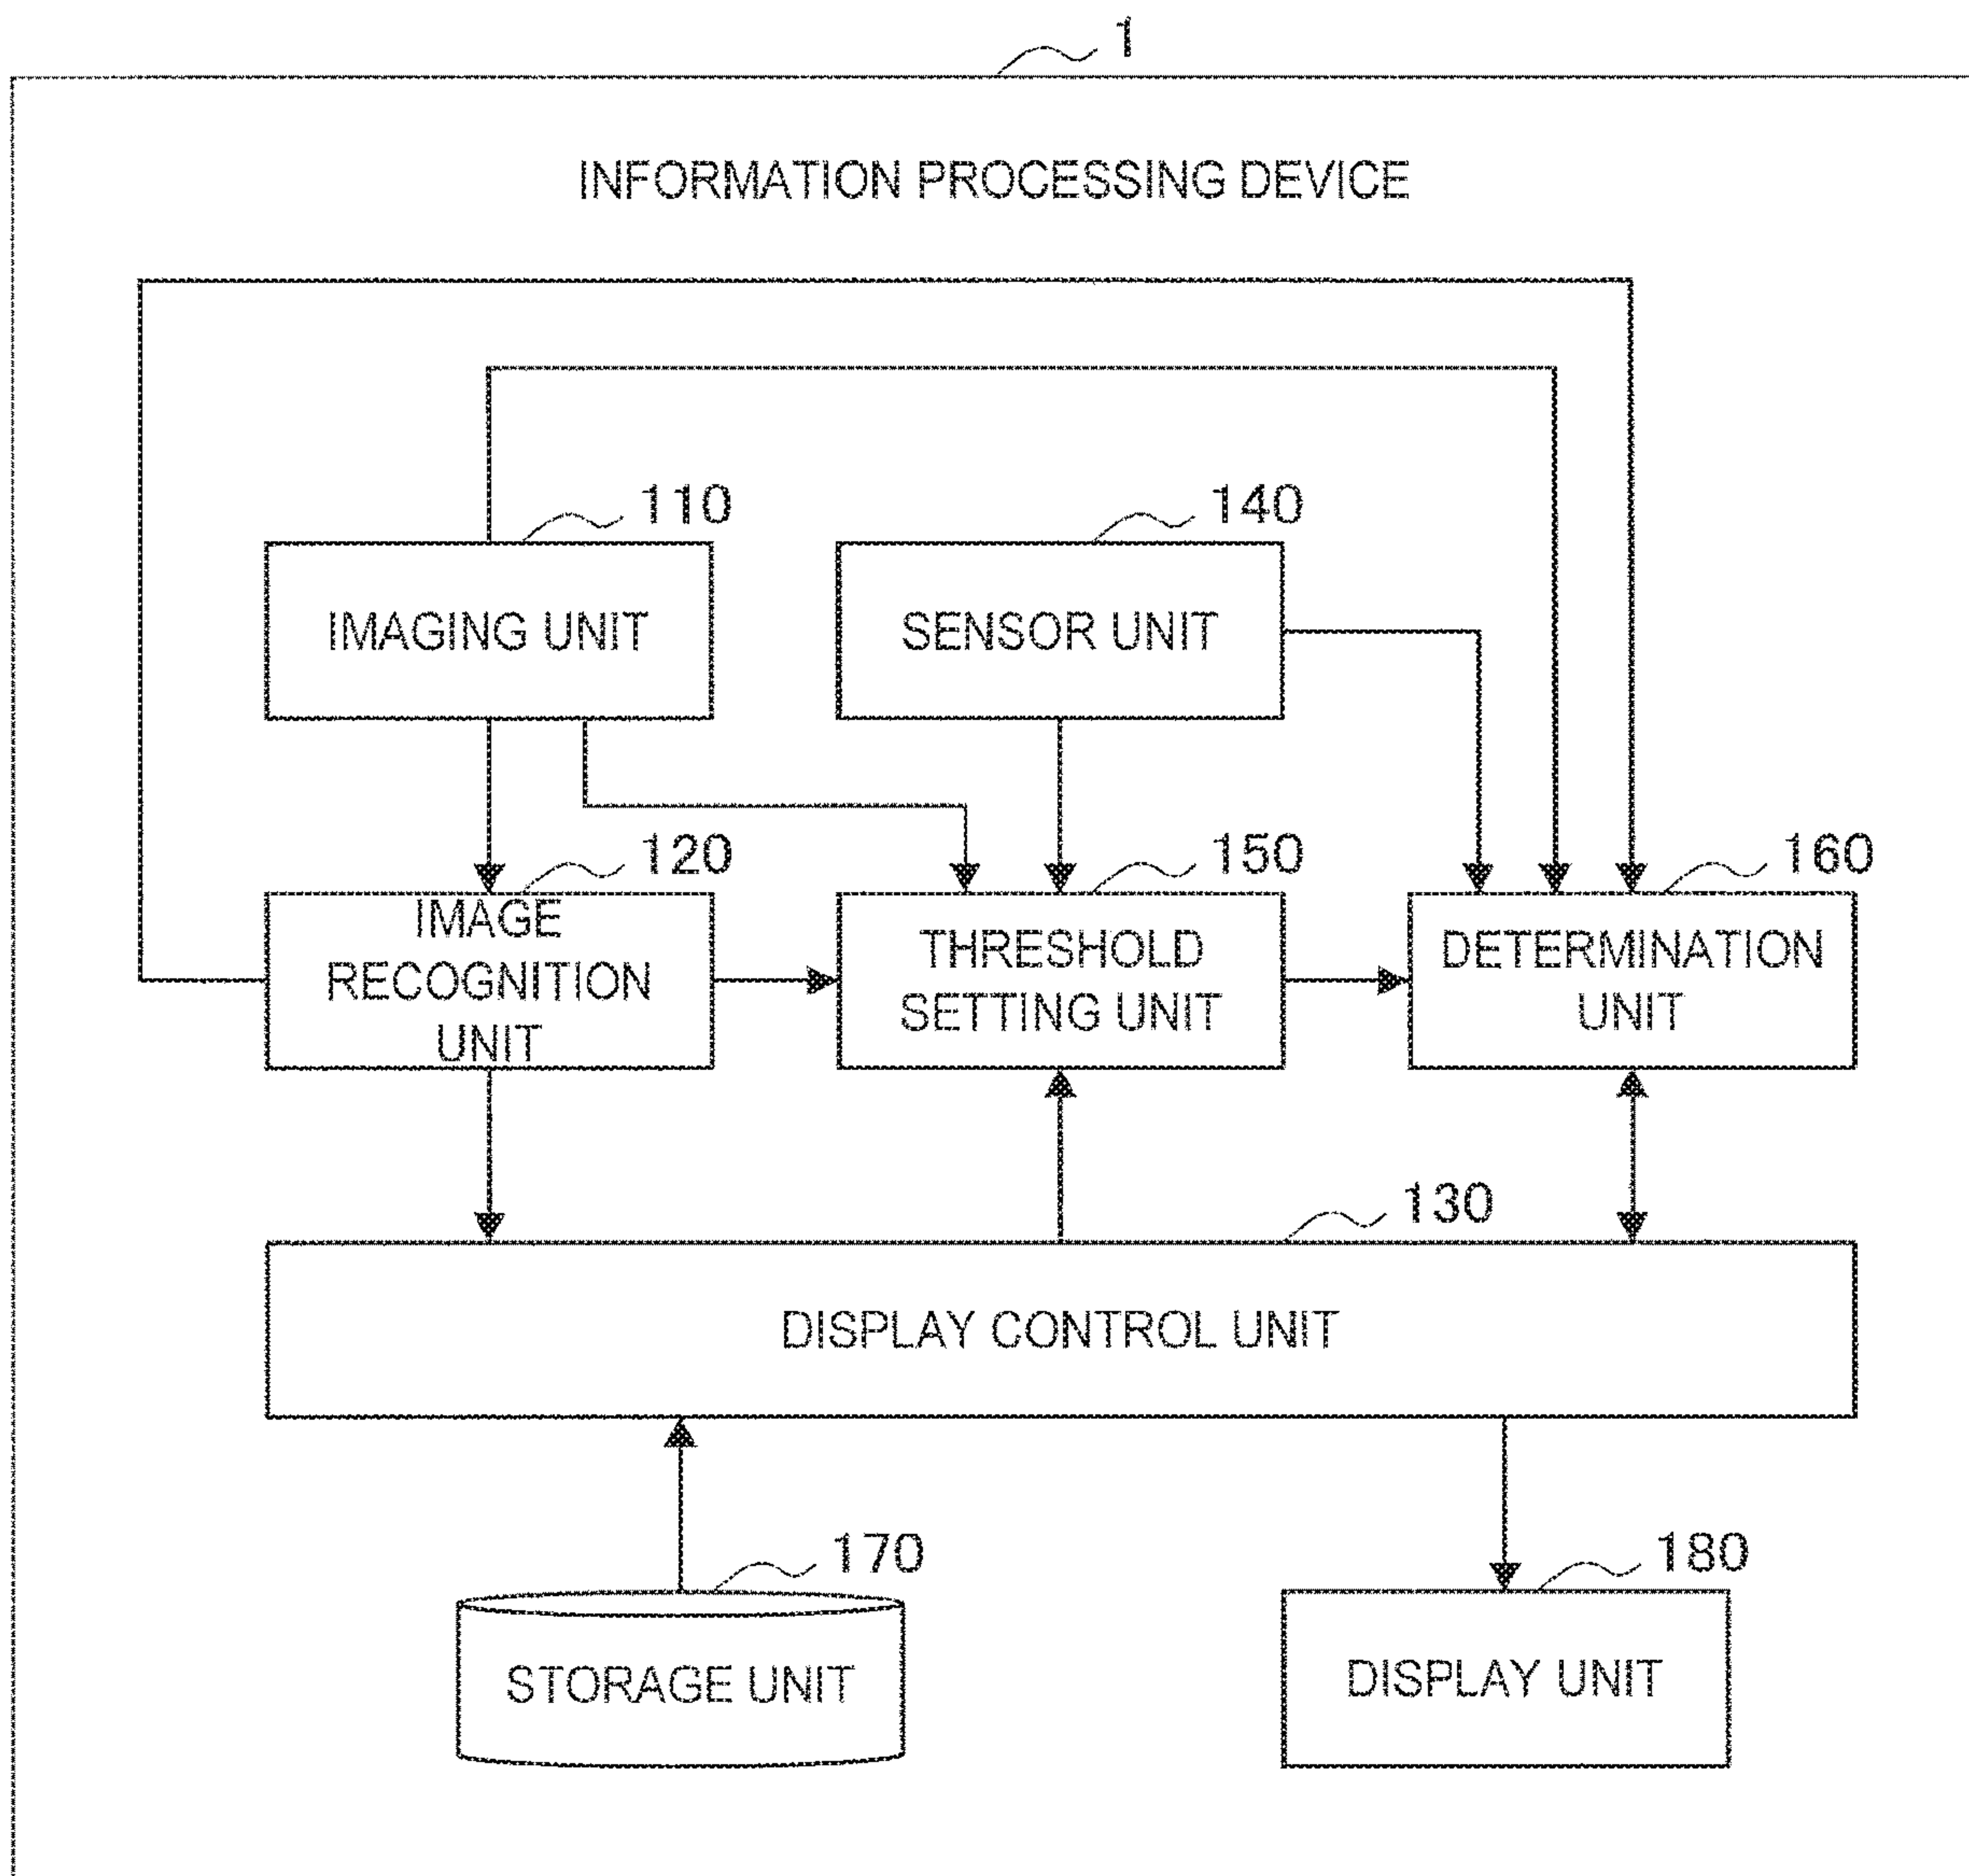 1
INFORMATION PROCESSING DEVICE
110
140
IMAGING UNIT
SENSOR UNIT
120
150
160
IMAGE
RECOGNITION
UNIT
THRESHOLD
SETTING UNIT
DETERMINATION
UNIT
130
DISPLAY CONTROL UNIT
170
180
STORAGE UNIT
DISPLAY UNIT